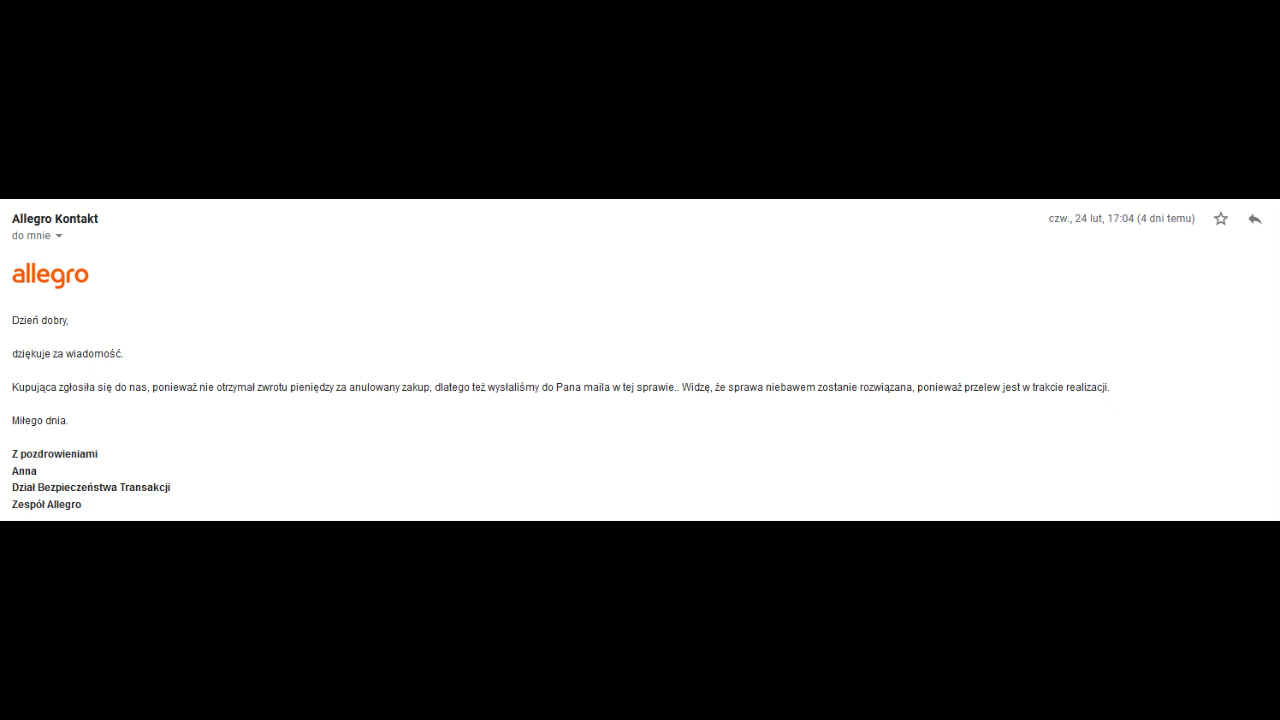 Allegro Kontakt
czw., 24 lut, 17:04 (4 dni temu)
do mnie
allegro
Dzień dobry,
dziękuje za wiadomość.
Kupująca zgłosiła się do nas, ponieważ nie otrzymał zwrotu pieniędzy za anulowany zakup, dlatego też wysłaliśmy do Pana maila w tej sprawie.. Widzę, że sprawa niebawem zostanie rozwiązana, ponieważ przelew jest w trakcie realizacji.
Miłego dnia.
Z pozdrowieniami
Anna
Dział Bezpieczeństwa Transakcji
Zespół Allegro